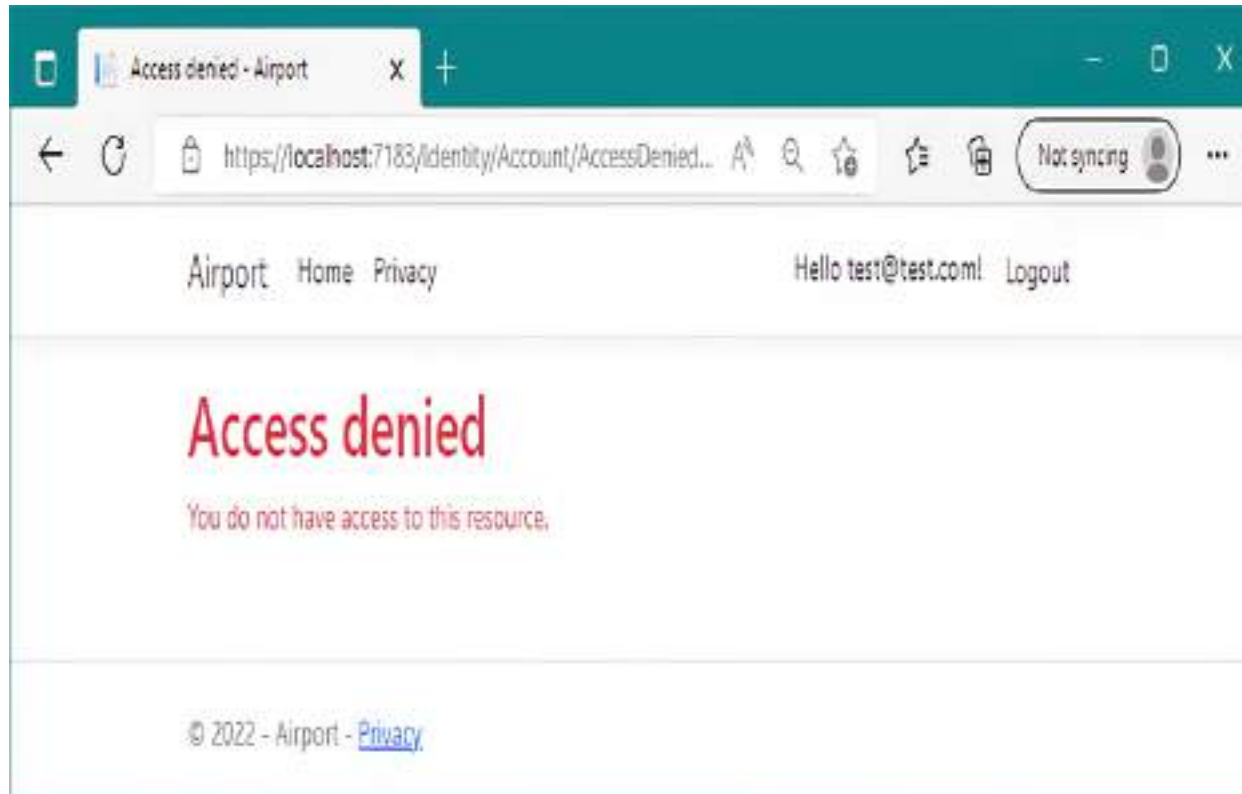 Access denied - Airport
https://localhost:7183/Identity/Account/AccessDenied... Not syncing
Airport Home Privacy Hello test@test.com! Logout
Access denied
You do not have access to this resource.
© 2022 - Airport - Privacy